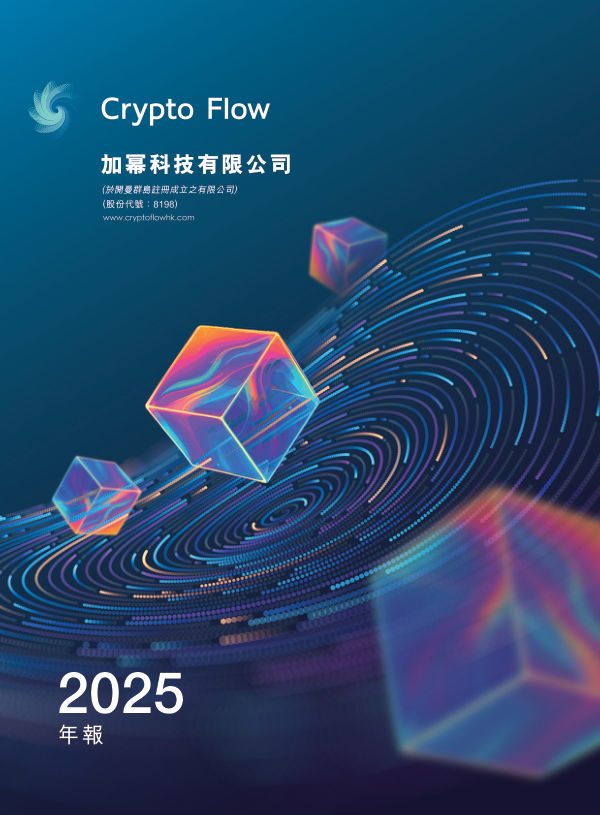 Crypto Flow
加冪科技有限公司
(於開曼群島註冊成立之有限公司)
(股份代號：8198)
www.cryptoflowhk.com
2025
年報